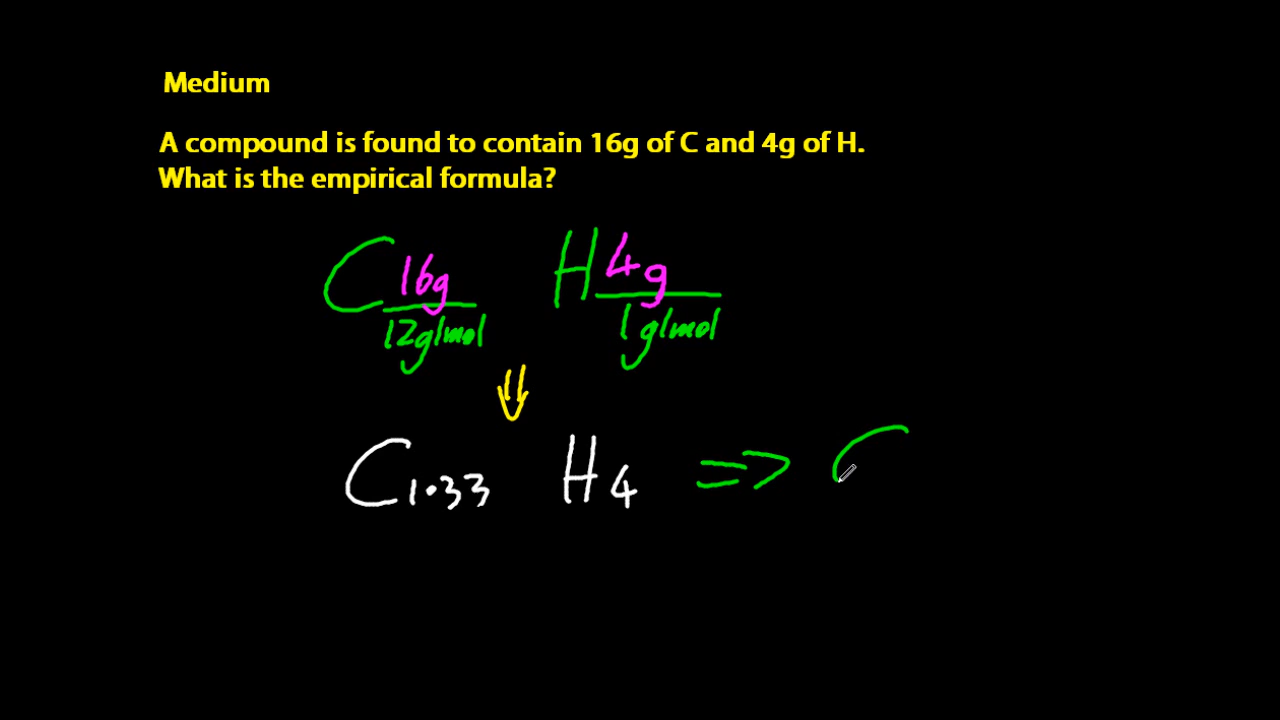 Medium
A compound is found to contain 16g of C and 4g of H.
What is the empirical formula?
C 16g H 4g
12g/mol 1g/mol
C1.33 H4 => C